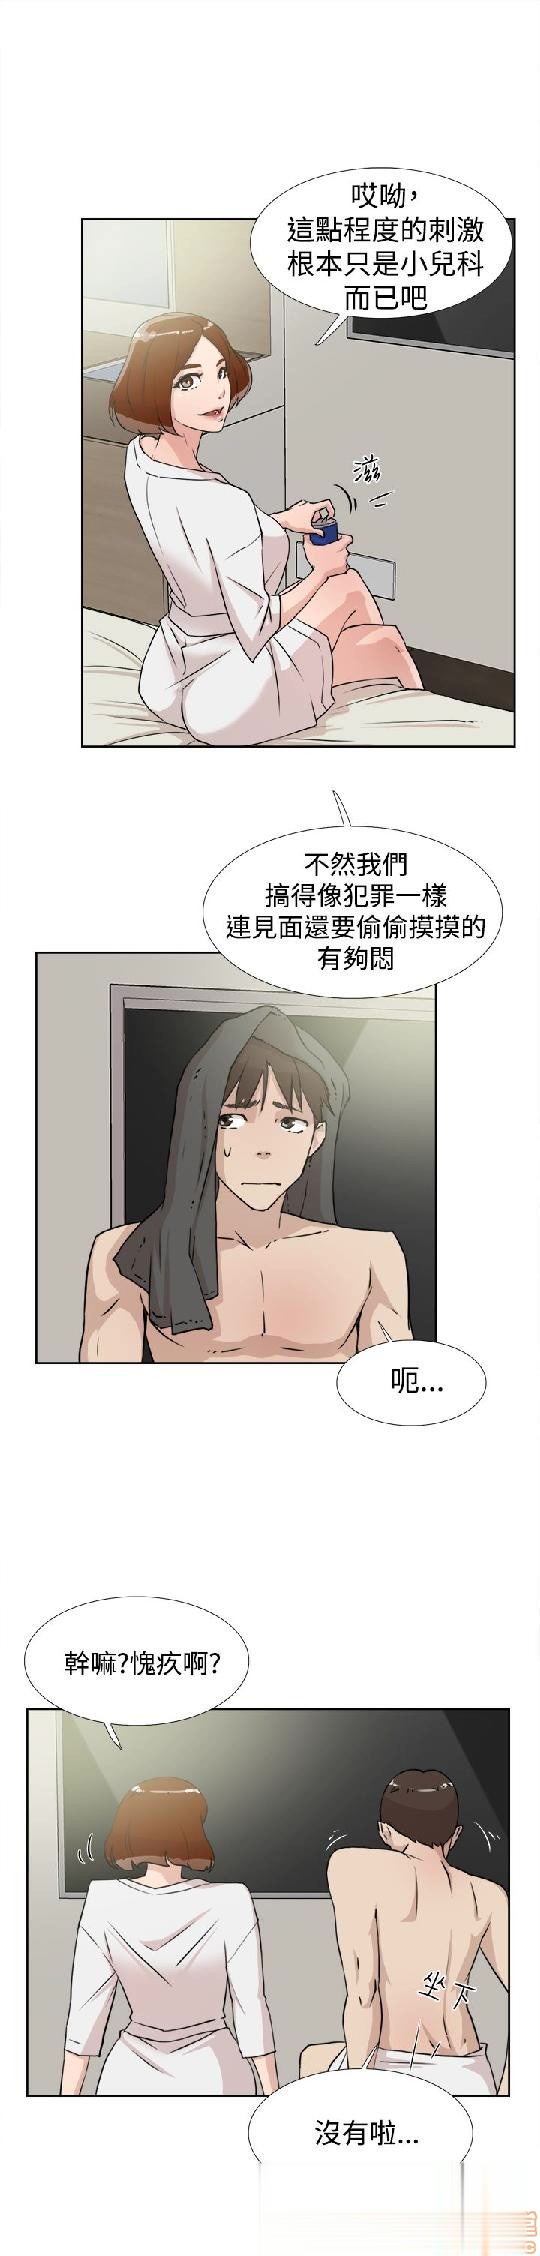 哎呦,
這點程度的刺激
根本只是小兒科
而已吧
滋
不然我們
搞得像犯罪一樣
連見面還要偷偷摸摸的
有夠悶
呃...
幹嘛?愧疚啊?
坐下
沒有啦...